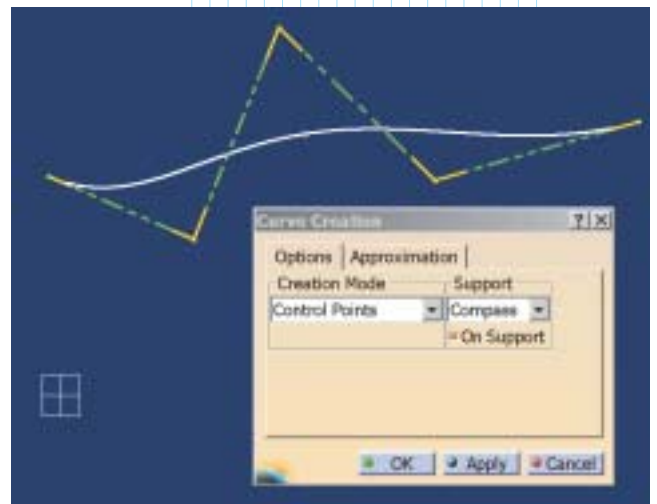 Curve Creation ? X
Options Approximation
Creation Mode Support
Control Points Compass
On Support
OK Apply Cancel